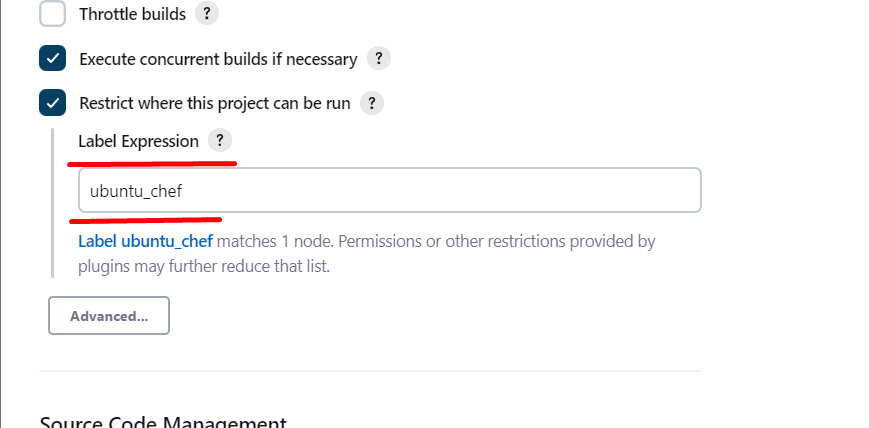 Throttle builds ?
Execute concurrent builds if necessary ?
Restrict where this project can be run ?
Label Expression ?
ubuntu_chef
Label ubuntu_chef matches 1 node. Permissions or other restrictions provided by
plugins may further reduce that list.
Advanced...
Source Code Management